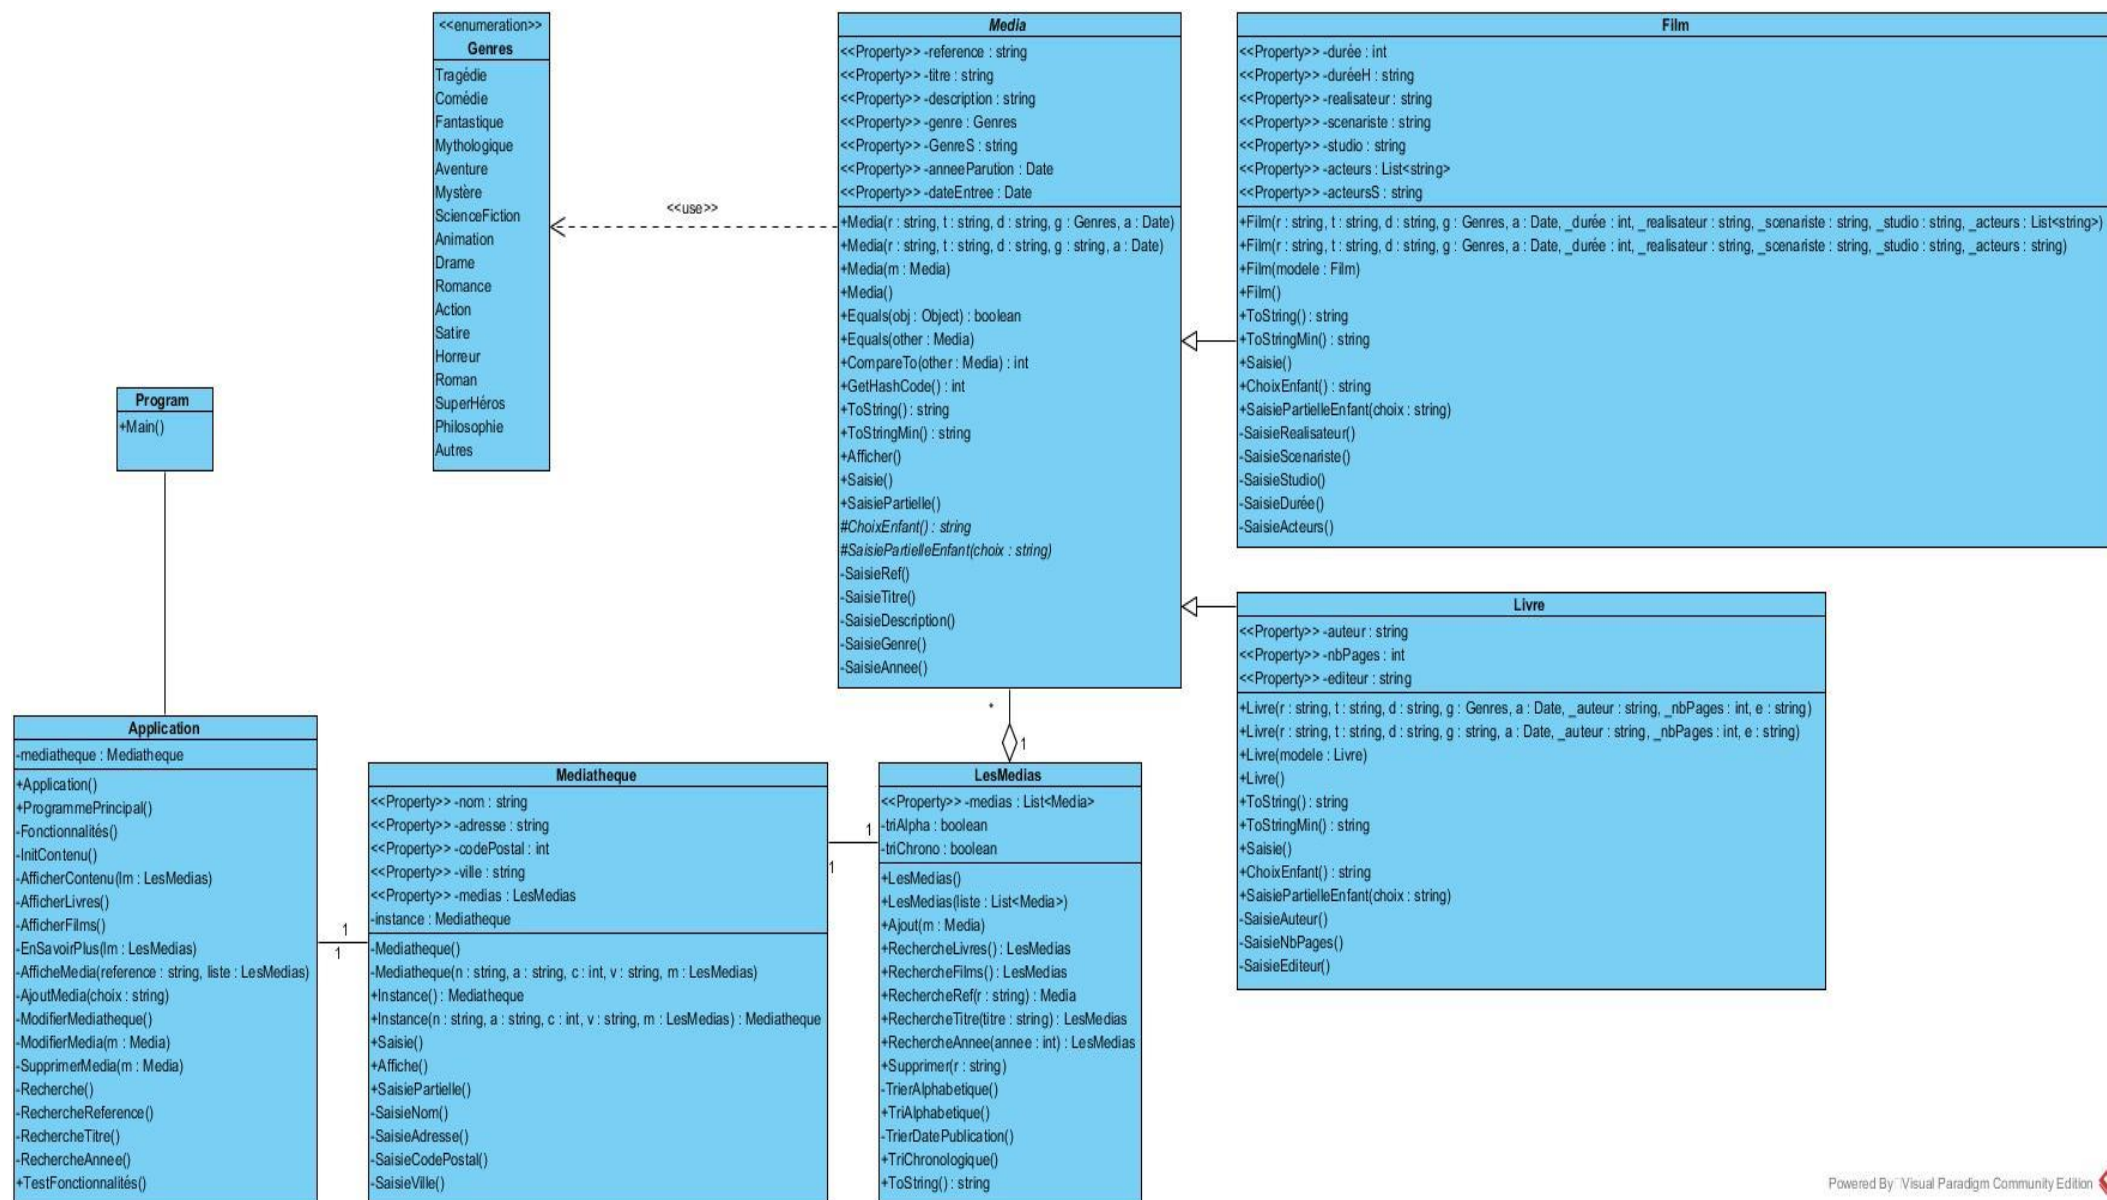 <<enumeration>>
Genres
Tragédie
Comédie
Fantastique
Mythologique
Aventure
Mystère
ScienceFiction
Animation
Drame
Romance
Action
Satire
Horreur
Roman
SuperHéros
Philosophie
Autres
<<use>>
Media
<<Property>> -reference : string
<<Property>> -titre : string
<<Property>> -description : string
<<Property>> -genre : Genres
<<Property>> -GenreS : string
<<Property>> -anneeParution : Date
<<Property>> -dateEntree : Date
+Media(r : string, t : string, d : string, g : Genres, a : Date)
+Media(r : string, t : string, d : string, g : string, a : Date)
+Media(m : Media)
+Media()
+Equals(obj : Object) : boolean
+Equals(other : Media)
+CompareTo(other : Media) : int
+GetHashCode() : int
+ToString() : string
+ToStringMin() : string
+Afficher()
+Saisie()
+SaisiePartielle()
#ChoixEnfant() : string
#SaisiePartielleEnfant(choix : string)
-SaisieRef()
-SaisieTitre()
-SaisieDescription()
-SaisieGenre()
-SaisieAnnee()
Film
<<Property>> -durée : int
<<Property>> -duréeH : string
<<Property>> -realisateur : string
<<Property>> -scenariste : string
<<Property>> -studio : string
<<Property>> -acteurs : List<string>
<<Property>> -acteursS : string
+Film(r : string, t : string, d : string, g : Genres, a : Date, _durée : int, _realisateur : string, _scenariste : string, _studio : string, _acteurs : List<string>)
+Film(r : string, t : string, d : string, g : Genres, a : Date, _durée : int, _realisateur : string, _scenariste : string, _studio : string, _acteurs : string)
+Film(modele : Film)
+Film()
+ToString() : string
+ToStringMin() : string
+Saisie()
+ChoixEnfant() : string
+SaisiePartielleEnfant(choix : string)
-SaisieRealisateur()
-SaisieScenariste()
-SaisieStudio()
-SaisieDurée()
-SaisieActeurs()
Program
+Main()
Livre
<<Property>> -auteur : string
<<Property>> -nbPages : int
<<Property>> -editeur : string
+Livre(r : string, t : string, d : string, g : Genres, a : Date, _auteur : string, _nbPages : int, e : string)
+Livre(r : string, t : string, d : string, g : string, a : Date, _auteur : string, _nbPages : int, e : string)
+Livre(modele : Livre)
+Livre()
+ToString() : string
+ToStringMin() : string
+Saisie()
+ChoixEnfant() : string
+SaisiePartielleEnfant(choix : string)
-SaisieAuteur()
-SaisieNbPages()
-SaisieEditeur()
Application
-mediatheque : Mediatheque
+Application()
+ProgrammePrincipal()
-Fonctionnalités()
-InitContenu()
-AfficherContenu(lm : LesMedias)
-AfficherLivres()
-AfficherFilms()
-EnSavoirPlus(lm : LesMedias)
-AfficheMedia(reference : string, liste : LesMedias)
-AjoutMedia(choix : string)
-ModifierMediatheque()
-ModifierMedia(m : Media)
-SupprimerMedia(m : Media)
-Recherche()
-RechercheReference()
-RechercheTitre()
-RechercheAnnee()
+TestFonctionnalités()
1
1
Mediatheque
<<Property>> -nom : string
<<Property>> -adresse : string
<<Property>> -codePostal : int
<<Property>> -ville : string
<<Property>> -medias : LesMedias
-instance : Mediatheque
-Mediatheque()
-Mediatheque(n : string, a : string, c : int, v : string, m : LesMedias)
+Instance() : Mediatheque
+Instance(n : string, a : string, c : int, v : string, m : LesMedias) : Mediatheque
+Saisie()
+Affiche()
+SaisiePartielle()
-SaisieNom()
-SaisieAdresse()
-SaisieCodePostal()
-SaisieVille()
1
1
*
1
LesMedias
<<Property>> -medias : List<Media>
-triAlpha : boolean
-triChrono : boolean
+LesMedias()
+LesMedias(liste : List<Media>)
+Ajout(m : Media)
+RechercheLivres() : LesMedias
+RechercheFilms() : LesMedias
+RechercheRef(r : string) : Media
+RechercheTitre(titre : string) : LesMedias
+RechercheAnnee(annee : int) : LesMedias
+Supprimer(r : string)
-TrierAlphabetique()
+TriAlphabetique()
-TrierDatePublication()
+TriChronologique()
+ToString() : string
Powered By Visual Paradigm Community Edition